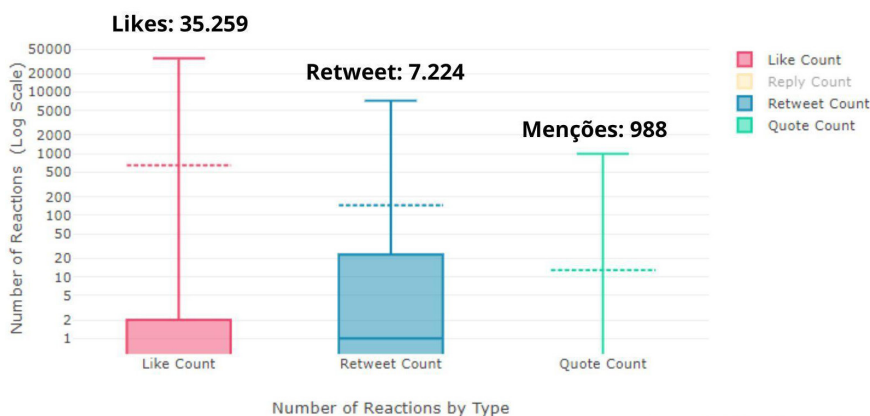 Likes: 35.259
Retweet: 7.224
Menções: 988
50000
20000
10000
5000
2000
1000
500
200
100
50
20
10
5
2
1
Number of Reactions (Log Scale)
Like Count
Retweet Count
Quote Count
Number of Reactions by Type
Like Count
Reply Count
Retweet Count
Quote Count